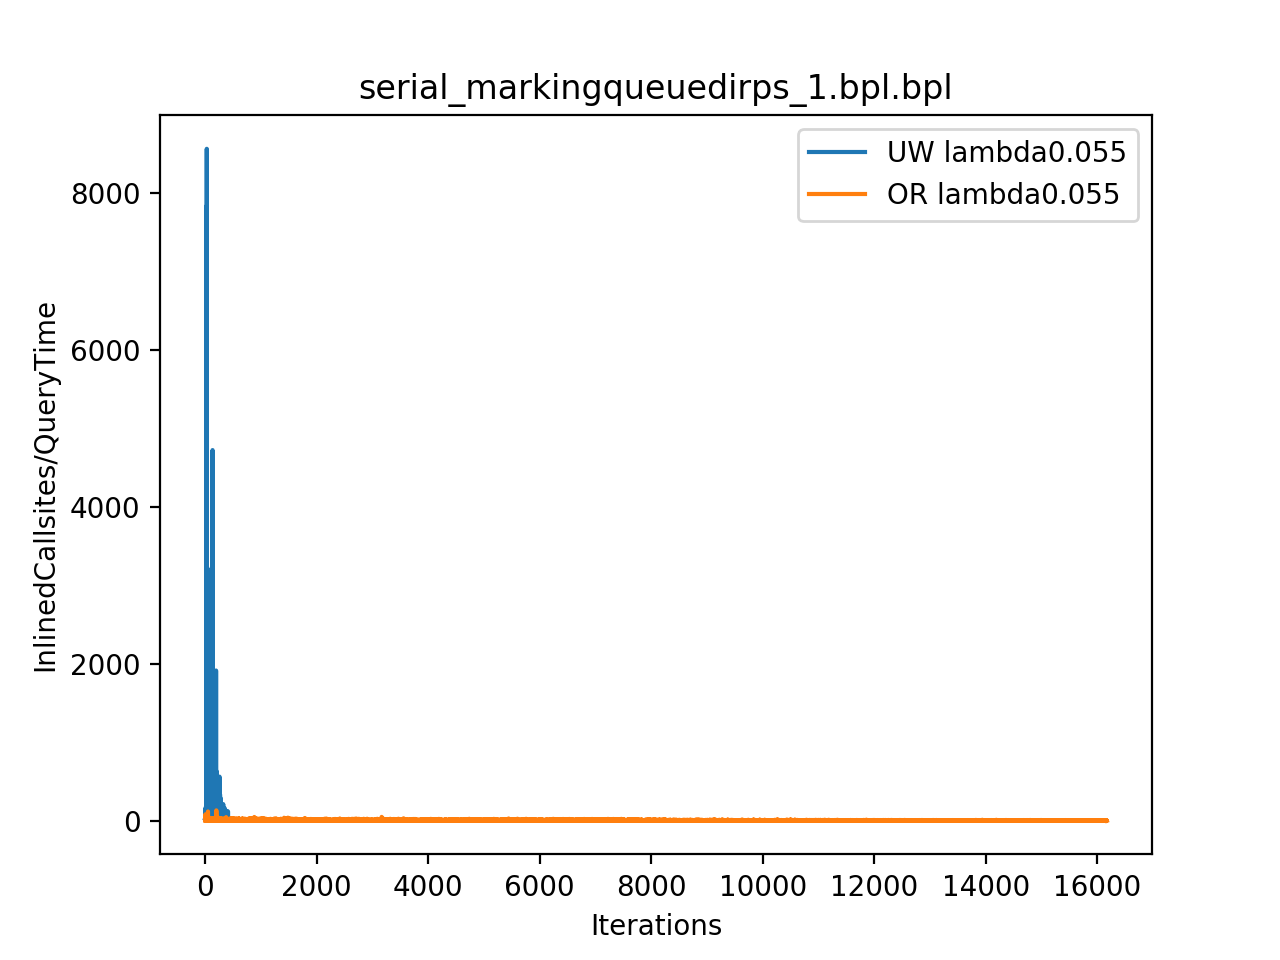 serial_markingqueuedirps_1.bpl.bpl
UW lambda0.055
OR lambda0.055
InlinedCallsites/QueryTime
8000
6000
4000
2000
0
0 2000 4000 6000 8000 10000 12000 14000 16000
Iterations